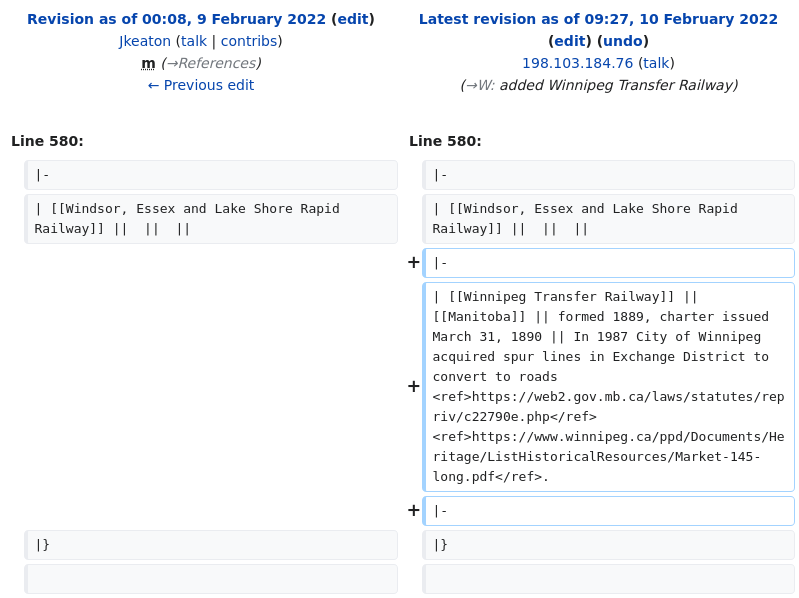 Revision as of 00:08, 9 February 2022 (edit)
Jkeaton (talk | contribs)
m (→References)
← Previous edit
Latest revision as of 09:27, 10 February 2022
(edit) (undo)
198.103.184.76 (talk)
(→W: added Winnipeg Transfer Railway)
Line 580:
Line 580:
|-
|-
| [[Windsor, Essex and Lake Shore Rapid
Railway]] ||  ||  ||
| [[Windsor, Essex and Lake Shore Rapid
Railway]] ||  ||  ||
+
|-
+
| [[Winnipeg Transfer Railway]] ||
[[Manitoba]] || formed 1889, charter issued
March 31, 1890 || In 1987 City of Winnipeg
acquired spur lines in Exchange District to
convert to roads
<ref>https://web2.gov.mb.ca/laws/statutes/rep
riv/c22790e.php</ref>
<ref>https://www.winnipeg.ca/ppd/Documents/He
ritage/ListHistoricalResources/Market-145-
long.pdf</ref>.
+
|-
|}
|}